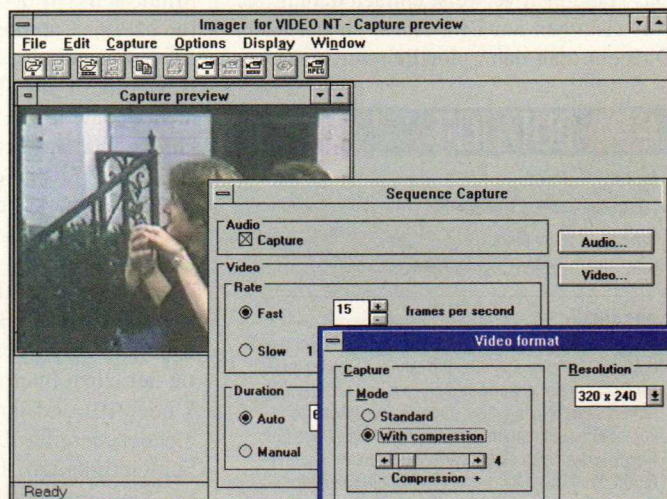 Imager for VIDEO NT - Capture preview
File Edit Capture Options Display Window
MPEG
Capture preview
Sequence Capture
Audio
Capture
Audio...
Video
Video...
Rate
Fast 15 frames per second
Slow 1
Video format
Duration
Auto
Manual
Capture
Mode
Standard
With compression
4
- Compression +
Resolution
320 x 240
Ready